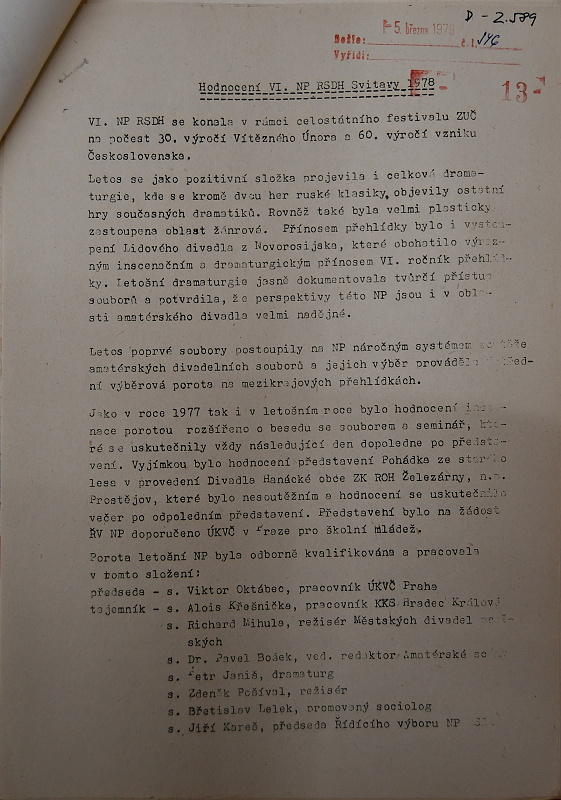 D - 2.589
5. března 1978
Došlo:
č.j. 146
Vyřídí:
Hodnocení VI. NP RSDH Svitavy 1978
13-
VI. NP RSDH se konala v rámci celostátního festivalu ZUČ
na počest 30. výročí Vítězného Února a 60. výročí vzniku
Československa.
Letos se jako pozitivní složka projevila i celková drama-
turgie, kde se kromě dvou her ruské klasiky, objevily ostatní
hry současných dramatiků. Rovněž také byla velmi plasticky
zastoupena oblast žánrová. Přínosem přehlídky bylo i vystou-
pení Lidového divadla z Novorosijska, které obohatilo výraz-
ným inscenačním a dramaturgickým přínosem VI. ročník přehlíd-
ky. Letošní dramaturgie jasně dokumentovala tvůrčí přístup
souborů a potvrdila, že perspektivy této NP jsou i v obla-
sti amatérského divadla velmi nadějné.
Letos poprvé soubory postoupily na NP náročným systémem
amatérských divadelních souborů a jejich výběr prováděla
ní výběrová porota na mezikrajových přehlídkách.
Jako v roce 1977 tak i v letošním roce bylo hodnocení insce-
nace porotou rozšířeno o besedu se souborem a seminář, kte-
ré se uskutečnily vždy následující den dopoledne po předsta-
vení. Vyjímkou bylo hodnocení představení Pohádka ze starého
lesa v provedení Divadla Hanácké obce ZK ROH Železárny, n.p.
Prostějov, které bylo nesoutěžním a hodnocení se uskutečnilo
večer po odpoledním představení. Představení bylo na žádost
ŘV NP doporučeno ÚKVČ v Praze pro školní mládež.
Porota letošní NP byla odborně kvalifikována a pracovala
v tomto složení:
předseda - s. Viktor Oktábec, pracovník ÚKVČ Praha
tajemník - s. Alois Křešnička, pracovník KKS Hradec Králové
s. Richard Mihula, režisér Městských divadel praž-
ských
s. Dr. Pavel Bošek, ved. redaktor Amatérské scény
s. Petr Janiš, dramaturg
s. Zdeněk Pošíval, režisér
s. Břetislav Lelek, promovaný sociolog
s. Jiří Kareš, předseda Řídícího výboru NP